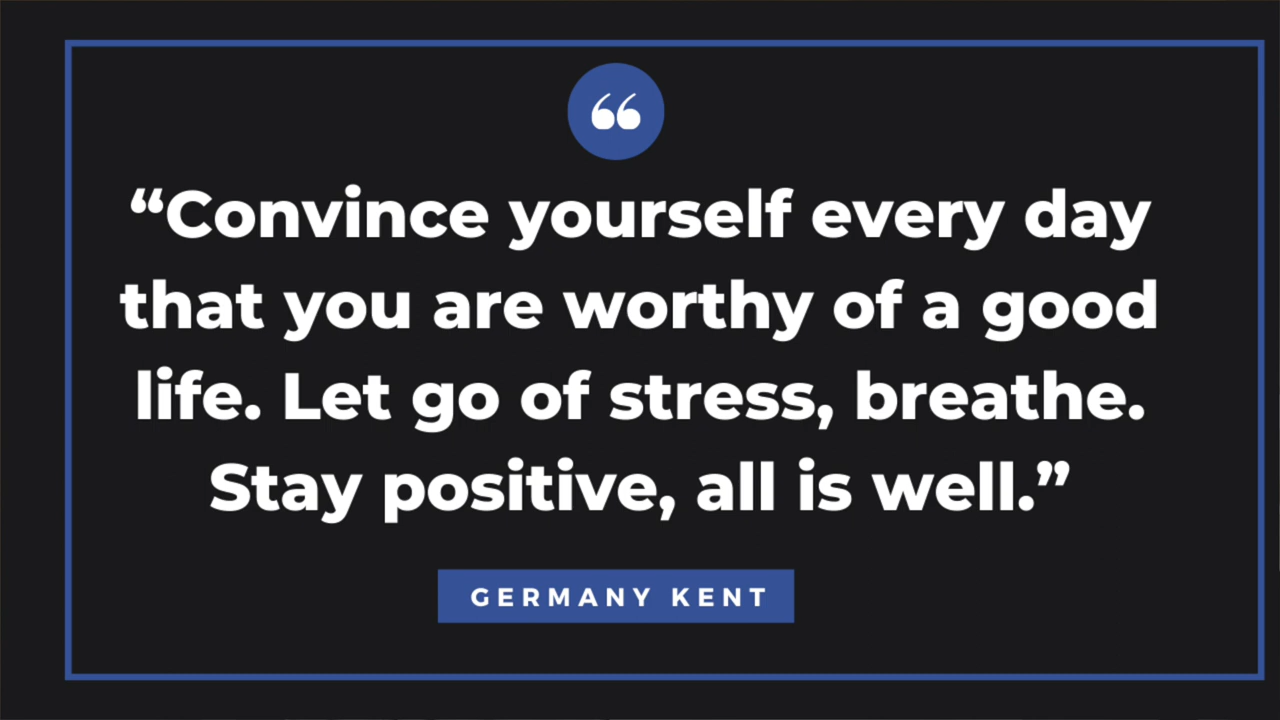 “Convince yourself every day
that you are worthy of a good
life. Let go of stress, breathe.
Stay positive, all is well.”
GERMANY KENT